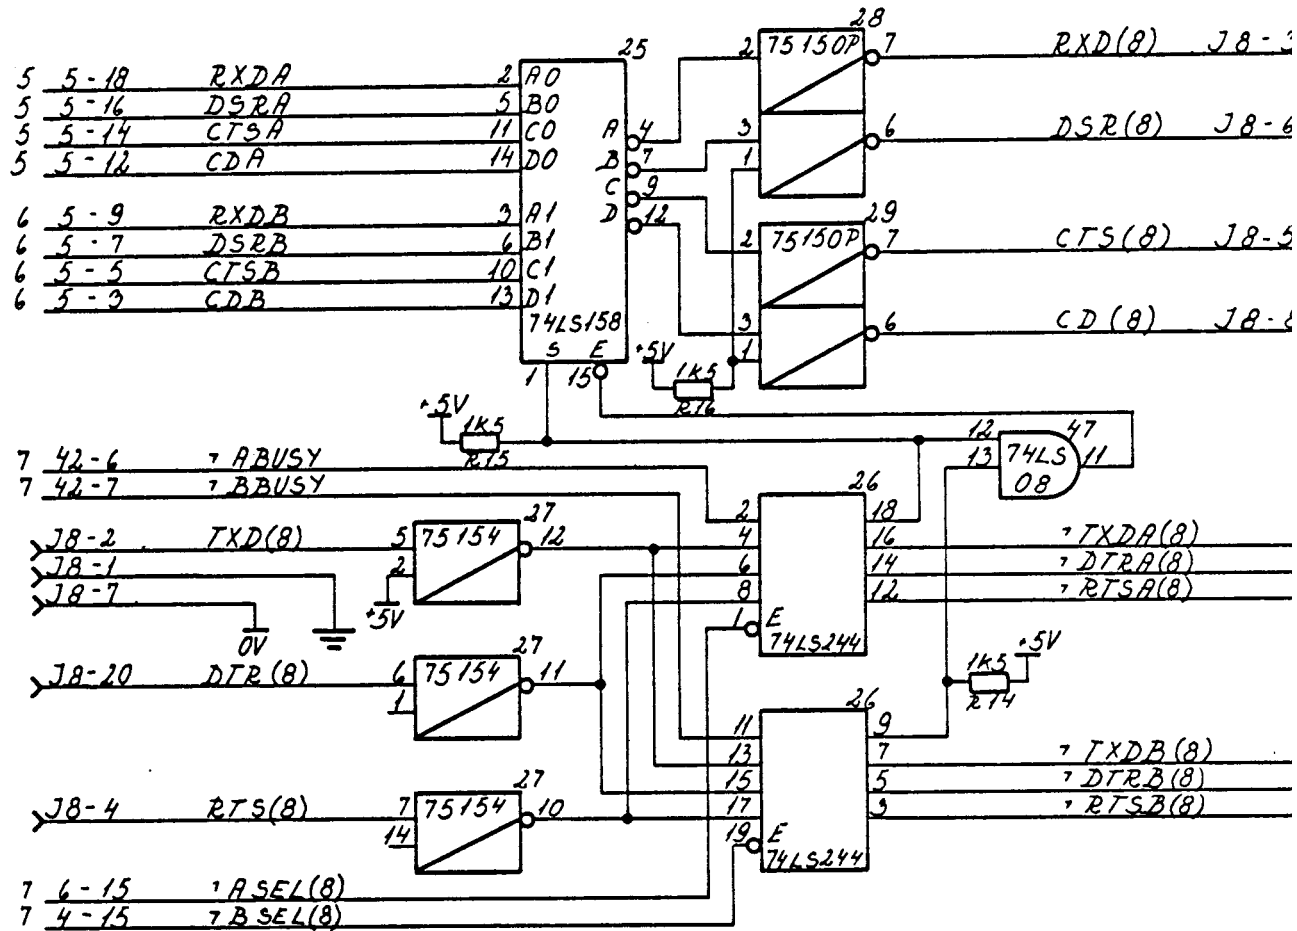 28
75150P
2 7 RXD(8) J8-3
25
5 5-18 RXDA 2 A0
5 5-16 DSRA 5 B0
5 5-14 CTSA 11 C0 A 4 3 6 DSR(8) J8-6
5 5-12 CDA 14 D0 B 7 1
C 9
6 5-9 RXDB 3 A1 D 12 29
6 5-7 DSRB 6 B1 2 75150P 7 CTS(8) J8-5
6 5-5 CTSB 10 C1
6 5-3 CDB 13 D1
74LS158 3 6 CD(8) J8-8
S E +5V 1
1 15 1K5
R16
+5V 1K5
R15
12 47
74LS
13 08 11
7 42-6 ¬ABUSY
7 42-7 ¬BBUSY
26
2 18
27
J8-2 TXD(8) 5 75154 12 4 16 ¬TXDA(8)
J8-1 2 6 14 ¬DTRA(8)
J8-7 +5V 8 12 ¬RTSA(8)
0V 1 E
74LS244
27
J8-20 DTR(8) 6 75154 11
1
1K5 +5V
R14
26
11 9
13 7 ¬TXDB(8)
15 5 ¬DTRB(8)
27
J8-4 RTS(8) 7 75154 10 17 3 ¬RTSB(8)
14 19 E
74LS244
7 6-15 ¬ASEL(8)
7 4-15 ¬BSEL(8)